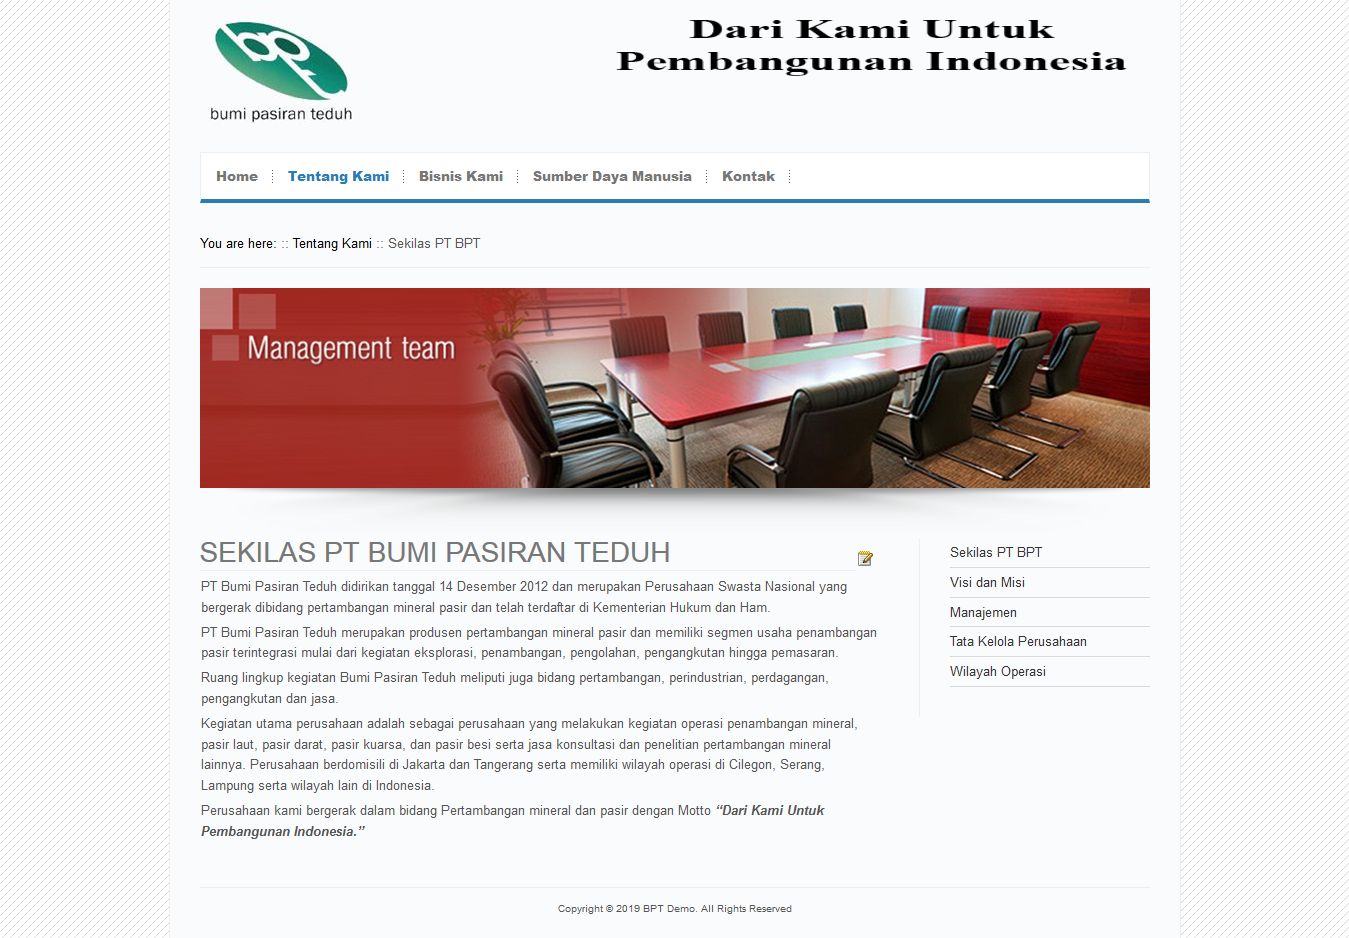 bpt
bumi pasiran teduh
Dari Kami Untuk
Pembangunan Indonesia
Home
Tentang Kami
Bisnis Kami
Sumber Daya Manusia
Kontak
You are here: :: Tentang Kami :: Sekilas PT BPT
Management team
SEKILAS PT BUMI PASIRAN TEDUH
PT Bumi Pasiran Teduh didirikan tanggal 14 Desember 2012 dan merupakan Perusahaan Swasta Nasional yang
bergerak dibidang pertambangan mineral pasir dan telah terdaftar di Kementerian Hukum dan Ham.
PT Bumi Pasiran Teduh merupakan produsen pertambangan mineral pasir dan memiliki segmen usaha penambangan
pasir terintegrasi mulai dari kegiatan eksplorasi, penambangan, pengolahan, pengangkutan hingga pemasaran.
Ruang lingkup kegiatan Bumi Pasiran Teduh meliputi juga bidang pertambangan, perindustrian, perdagangan,
pengangkutan dan jasa.
Kegiatan utama perusahaan adalah sebagai perusahaan yang melakukan kegiatan operasi penambangan mineral,
pasir laut, pasir darat, pasir kuarsa, dan pasir besi serta jasa konsultasi dan penelitian pertambangan mineral
lainnya. Perusahaan berdomisili di Jakarta dan Tangerang serta memiliki wilayah operasi di Cilegon, Serang,
Lampung serta wilayah lain di Indonesia.
Perusahaan kami bergerak dalam bidang Pertambangan mineral dan pasir dengan Motto “Dari Kami Untuk
Pembangunan Indonesia.”
Sekilas PT BPT
Visi dan Misi
Manajemen
Tata Kelola Perusahaan
Wilayah Operasi
Copyright © 2019 BPT Demo. All Rights Reserved